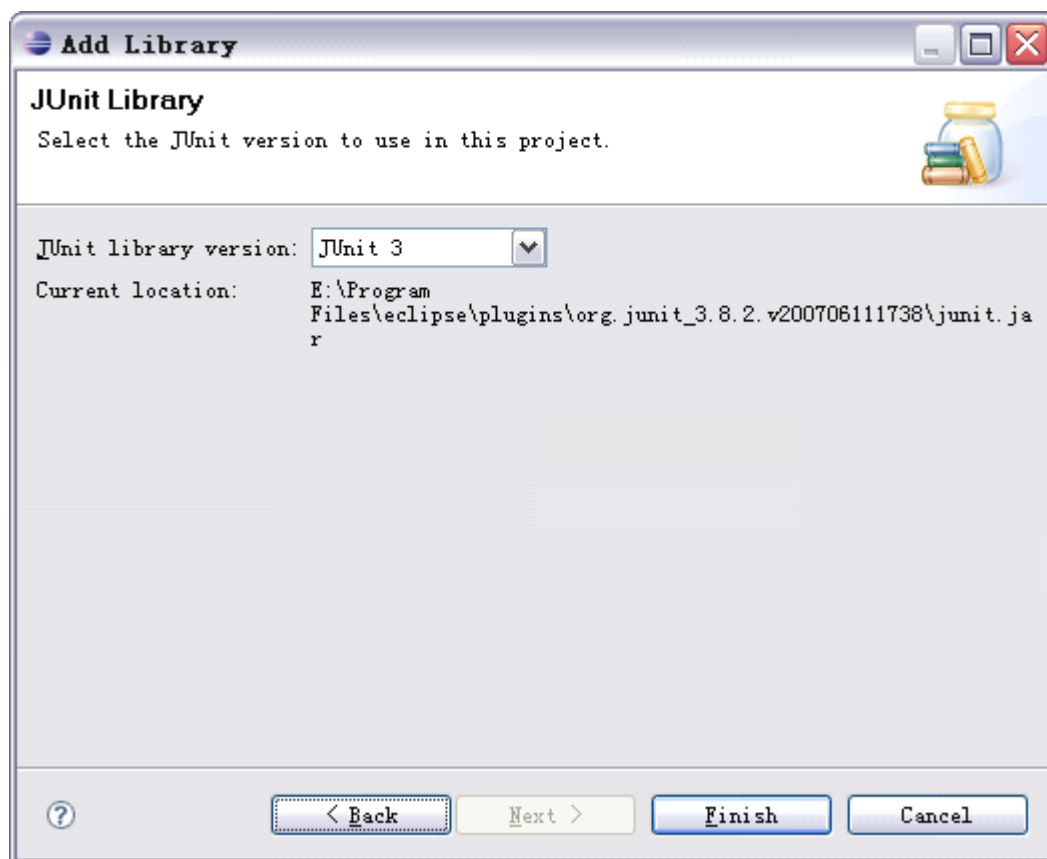 Add Library
JUnit Library
Select the JUnit version to use in this project.
JUnit library version: JUnit 3
Current location: E:\Program
Files\eclipse\plugins\org.junit_3.8.2.v200706111738\junit.ja
r
? < Back Next > Finish Cancel